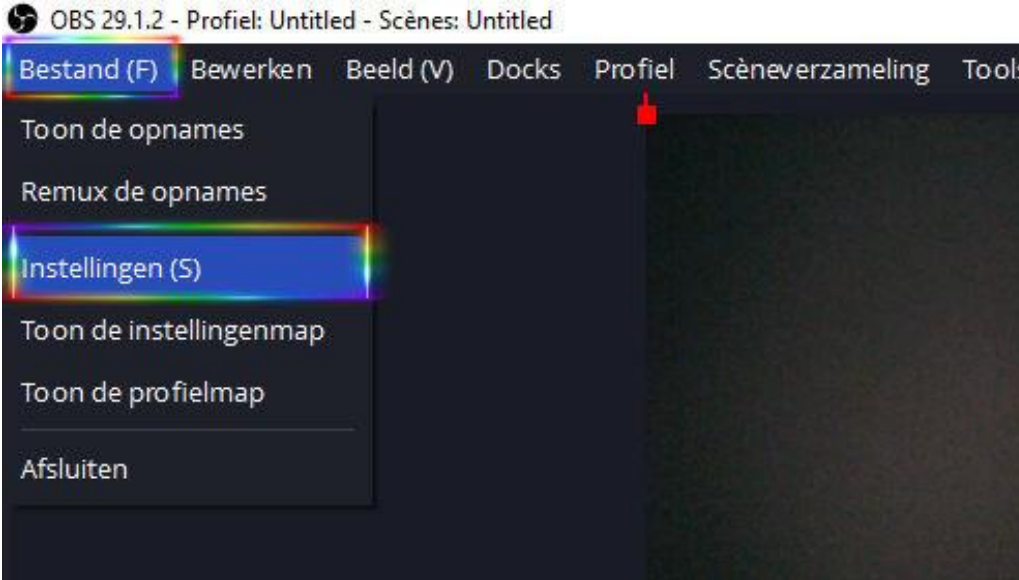 OBS 29.1.2 - Profiel: Untitled - Scènes: Untitled
Bestand (F) Bewerken Beeld (V) Docks Profiel Scèneverzameling Tools
Toon de opnames
Remux de opnames
Instellingen (S)
Toon de instellingenmap
Toon de profielmap
Afsluiten